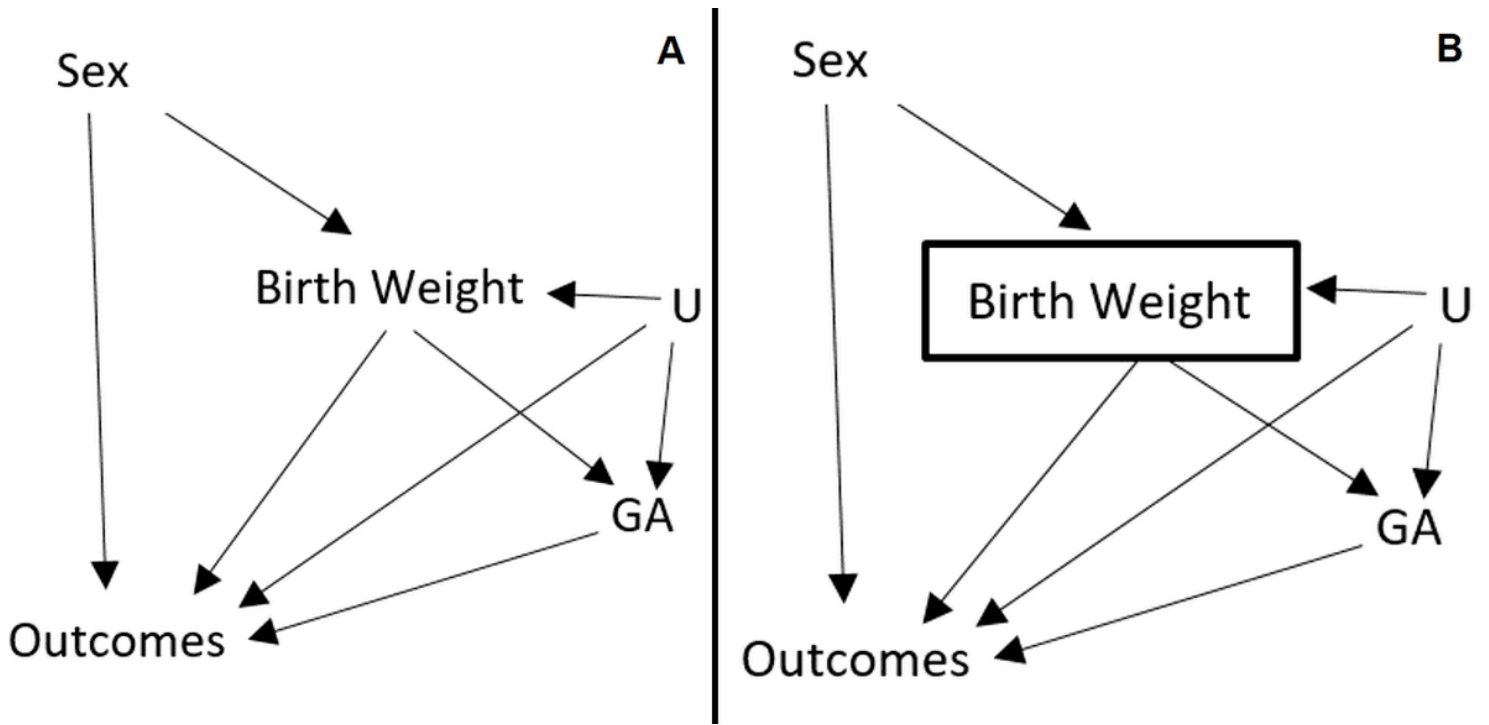 A
Sex
Birth Weight
U
GA
Outcomes
B
Sex
Birth Weight
U
GA
Outcomes